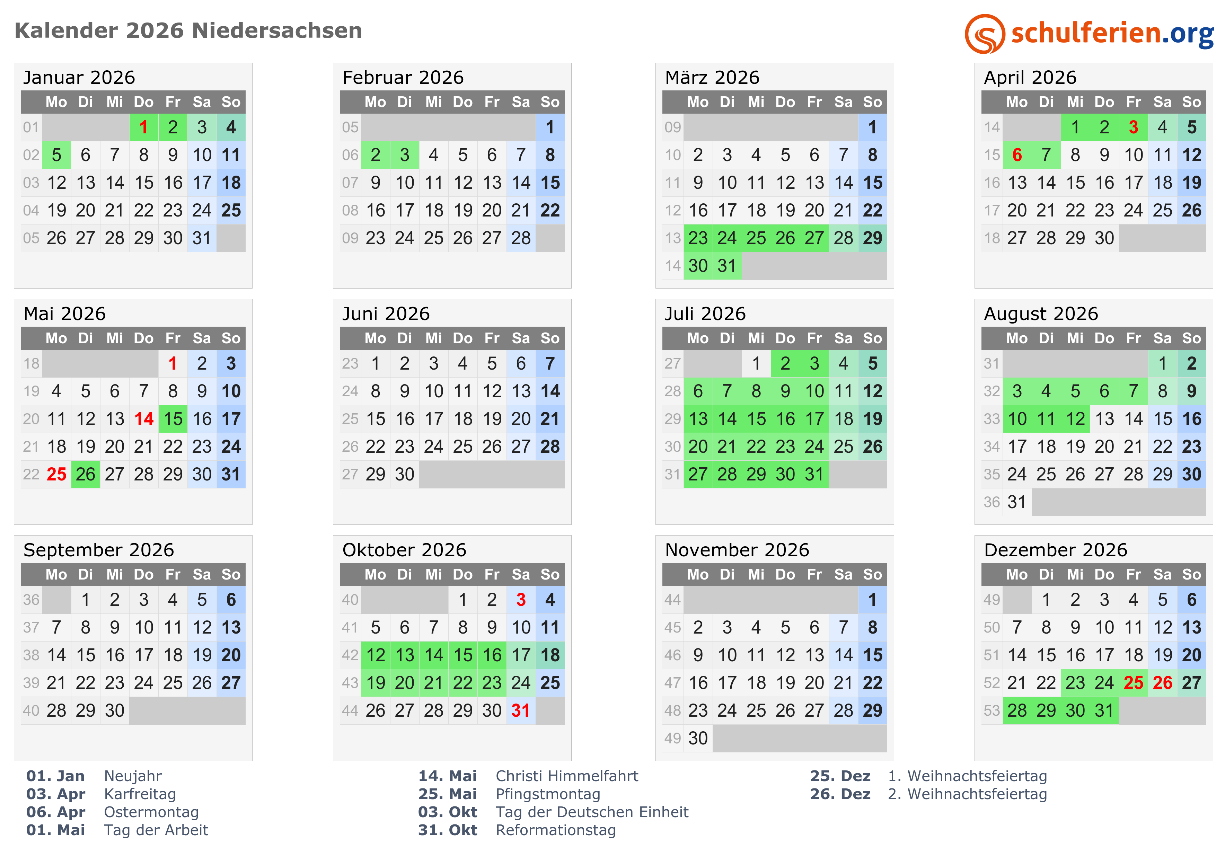 Kalender 2026 Niedersachsen
schulferien.org
Januar 2026
Mo Di Mi Do Fr Sa So
01 1 2 3 4
02 5 6 7 8 9 10 11
03 12 13 14 15 16 17 18
04 19 20 21 22 23 24 25
05 26 27 28 29 30 31
Februar 2026
Mo Di Mi Do Fr Sa So
05 1
06 2 3 4 5 6 7 8
07 9 10 11 12 13 14 15
08 16 17 18 19 20 21 22
09 23 24 25 26 27 28
März 2026
Mo Di Mi Do Fr Sa So
09 1
10 2 3 4 5 6 7 8
11 9 10 11 12 13 14 15
12 16 17 18 19 20 21 22
13 23 24 25 26 27 28 29
14 30 31
April 2026
Mo Di Mi Do Fr Sa So
14 1 2 3 4 5
15 6 7 8 9 10 11 12
16 13 14 15 16 17 18 19
17 20 21 22 23 24 25 26
18 27 28 29 30
Mai 2026
Mo Di Mi Do Fr Sa So
18 1 2 3
19 4 5 6 7 8 9 10
20 11 12 13 14 15 16 17
21 18 19 20 21 22 23 24
22 25 26 27 28 29 30 31
Juni 2026
Mo Di Mi Do Fr Sa So
23 1 2 3 4 5 6 7
24 8 9 10 11 12 13 14
25 15 16 17 18 19 20 21
26 22 23 24 25 26 27 28
27 29 30
Juli 2026
Mo Di Mi Do Fr Sa So
27 1 2 3 4 5
28 6 7 8 9 10 11 12
29 13 14 15 16 17 18 19
30 20 21 22 23 24 25 26
31 27 28 29 30 31
August 2026
Mo Di Mi Do Fr Sa So
31 1 2
32 3 4 5 6 7 8 9
33 10 11 12 13 14 15 16
34 17 18 19 20 21 22 23
35 24 25 26 27 28 29 30
36 31
September 2026
Mo Di Mi Do Fr Sa So
36 1 2 3 4 5 6
37 7 8 9 10 11 12 13
38 14 15 16 17 18 19 20
39 21 22 23 24 25 26 27
40 28 29 30
Oktober 2026
Mo Di Mi Do Fr Sa So
40 1 2 3 4
41 5 6 7 8 9 10 11
42 12 13 14 15 16 17 18
43 19 20 21 22 23 24 25
44 26 27 28 29 30 31
November 2026
Mo Di Mi Do Fr Sa So
44 1
45 2 3 4 5 6 7 8
46 9 10 11 12 13 14 15
47 16 17 18 19 20 21 22
48 23 24 25 26 27 28 29
49 30
Dezember 2026
Mo Di Mi Do Fr Sa So
49 1 2 3 4 5 6
50 7 8 9 10 11 12 13
51 14 15 16 17 18 19 20
52 21 22 23 24 25 26 27
53 28 29 30 31
01. Jan Neujahr
03. Apr Karfreitag
06. Apr Ostermontag
01. Mai Tag der Arbeit
14. Mai Christi Himmelfahrt
25. Mai Pfingstmontag
03. Okt Tag der Deutschen Einheit
31. Okt Reformationstag
25. Dez 1. Weihnachtsfeiertag
26. Dez 2. Weihnachtsfeiertag